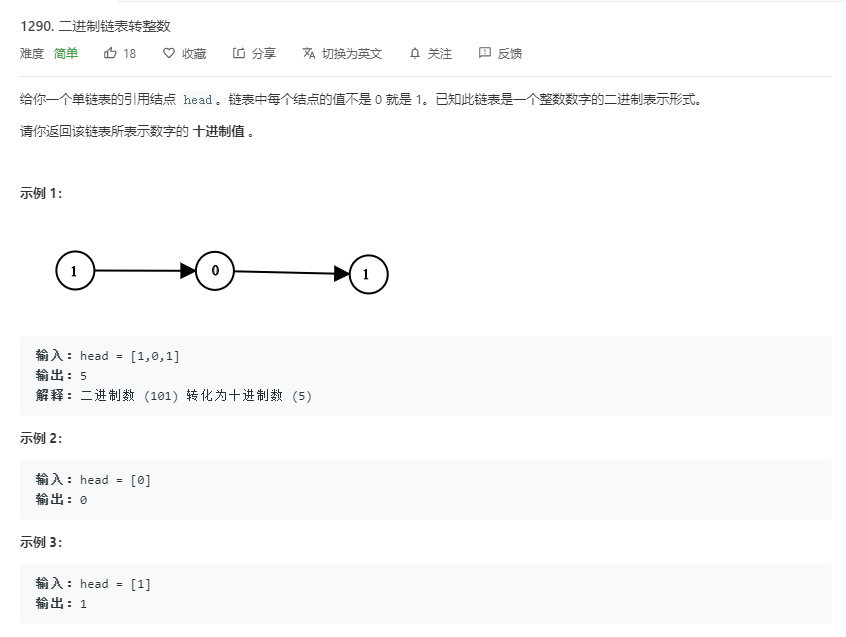 1290. 二进制链表转整数
难度 简单 18 收藏 分享 切换为英文 关注 反馈
给你一个单链表的引用结点 head 。链表中每个结点的值不是 0 就是 1。已知此链表是一个整数数字的二进制表示形式。
请你返回该链表所表示数字的 十进制值 。
示例 1：
1 0 1
输入：head = [1,0,1]
输出：5
解释：二进制数 (101) 转化为十进制数 (5)
示例 2：
输入：head = [0]
输出：0
示例 3：
输入：head = [1]
输出：1